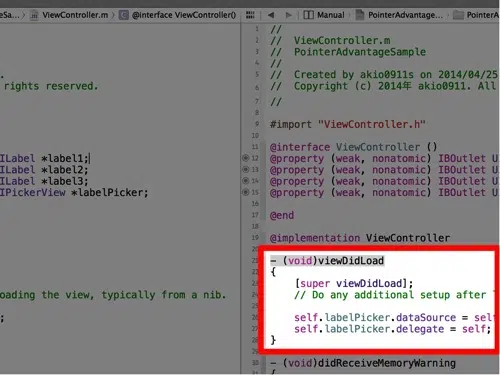 ViewController.m
@interface ViewController()
.
rights reserved.
ILabel *label1;
ILabel *label2;
ILabel *label3;
IPickerView *labelPicker;
oading the view, typically from a nib.
;
Manual
PointerAdvantage...
//
// ViewController.m
// PointerAdvantageSample
//
// Created by akio0911s on 2014/04/25
// Copyright (c) 2014年 akio0911. All
//
#import "ViewController.h"
@interface ViewController ()
@property (weak, nonatomic) IBOutlet U
@property (weak, nonatomic) IBOutlet U
@property (weak, nonatomic) IBOutlet U
@property (weak, nonatomic) IBOutlet U
@end
@implementation ViewController
- (void)viewDidLoad
{
[super viewDidLoad];
// Do any additional setup after
self.labelPicker.dataSource = self
self.labelPicker.delegate = self;
}
- (void)didReceiveMemoryWarning
{